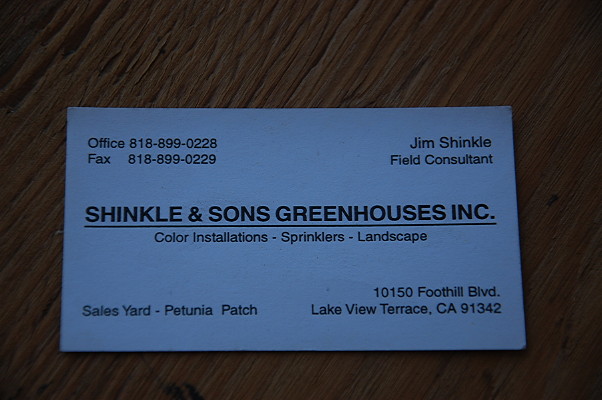 Office 818-899-0228
Fax 818-899-0229
Jim Shinkle
Field Consultant
SHINKLE & SONS GREENHOUSES INC.
Color Installations - Sprinklers - Landscape
Sales Yard - Petunia Patch
10150 Foothill Blvd.
Lake View Terrace, CA 91342